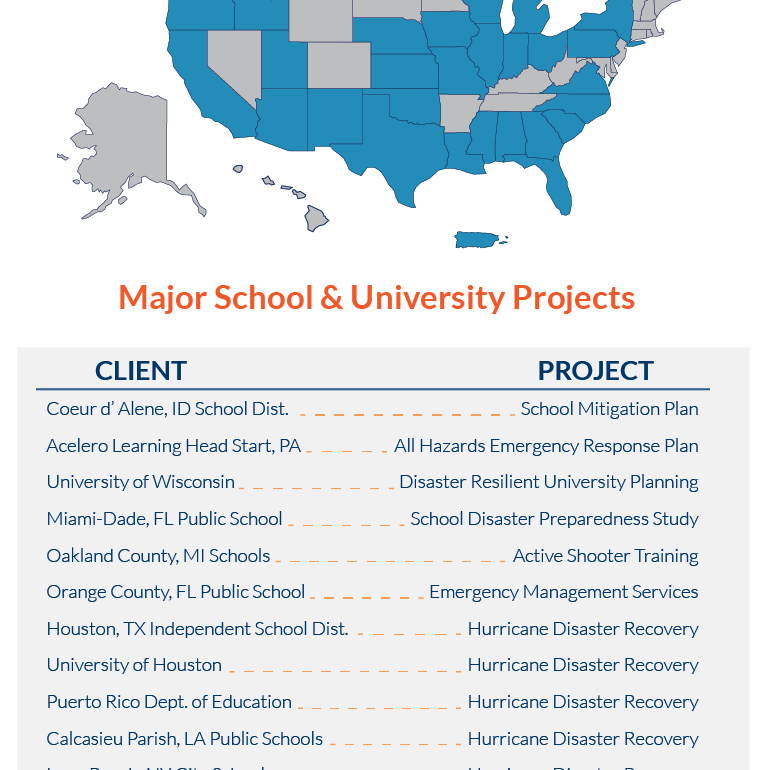 Major School & University Projects
CLIENT PROJECT
Coeur d’ Alene, ID School Dist. School Mitigation Plan
Acelero Learning Head Start, PA All Hazards Emergency Response Plan
University of Wisconsin Disaster Resilient University Planning
Miami-Dade, FL Public School School Disaster Preparedness Study
Oakland County, MI Schools Active Shooter Training
Orange County, FL Public School Emergency Management Services
Houston, TX Independent School Dist. Hurricane Disaster Recovery
University of Houston Hurricane Disaster Recovery
Puerto Rico Dept. of Education Hurricane Disaster Recovery
Calcasieu Parish, LA Public Schools Hurricane Disaster Recovery